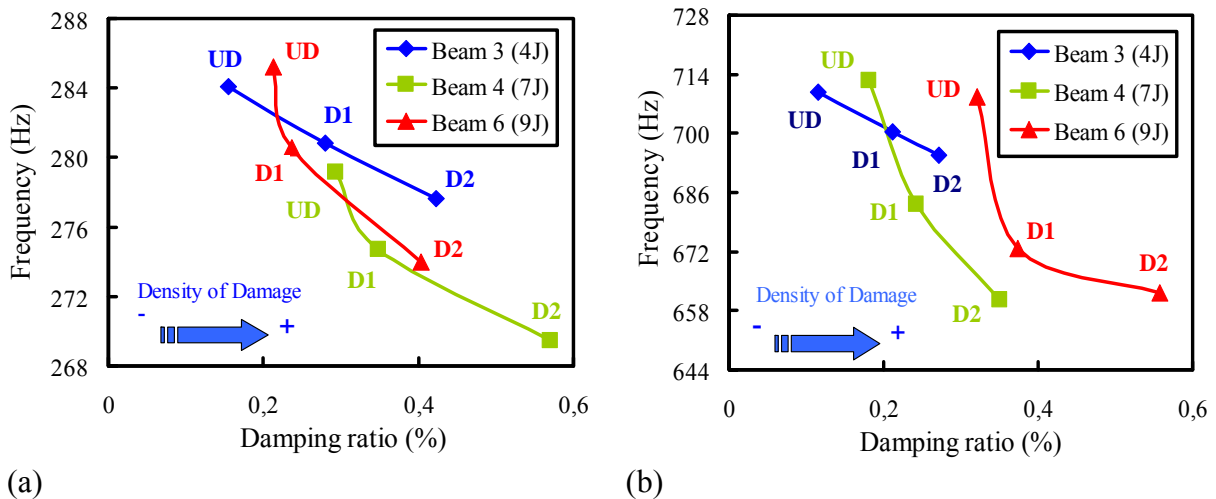 288
284
280
276
272
268
Frequency (Hz)
0
0,2
0,4
0,6
Damping ratio (%)
Beam 3 (4J)
Beam 4 (7J)
Beam 6 (9J)
UD
UD
D1
D1
UD
D2
D1
D2
D2
Density of Damage
- +
(a)
728
714
700
686
672
658
644
Frequency (Hz)
0
0,2
0,4
0,6
Damping ratio (%)
Beam 3 (4J)
Beam 4 (7J)
Beam 6 (9J)
UD
UD
UD
D1
D2
D1
D1
D2
D2
Density of Damage
- +
(b)